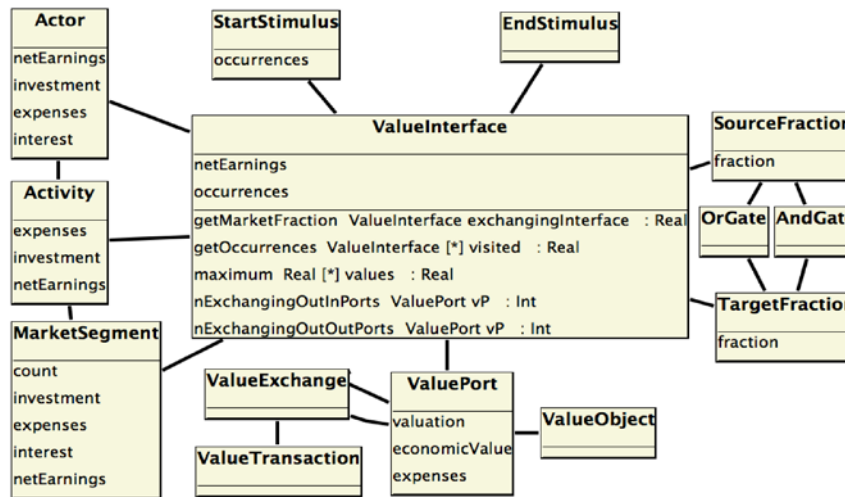 Actor
netEarnings
investment
expenses
interest
StartStimulus
occurrences
EndStimulus
ValueInterface
netEarnings
occurrences
getMarketFraction ValueInterface exchangingInterface : Real
getOccurrences ValueInterface [*] visited : Real
maximum Real [*] values : Real
nExchangingOutInPorts ValuePort vP : Int
nExchangingOutOutPorts ValuePort vP : Int
SourceFraction
fraction
OrGate
AndGate
TargetFraction
fraction
Activity
expenses
investment
netEarnings
MarketSegment
count
investment
expenses
interest
netEarnings
ValueExchange
ValueTransaction
ValuePort
valuation
economicValue
expenses
ValueObject